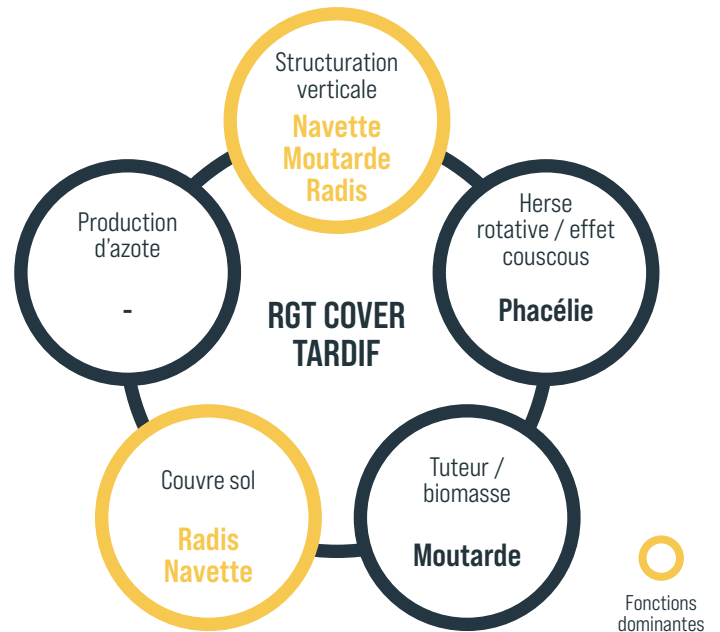 Structuration
verticale
Navette
Moutarde
Radis
Herse
rotative / effet
couscous
Phacélie
Production
d'azote
-
RGT COVER
TARDIF
Couvre sol
Radis
Navette
Tuteur /
biomasse
Moutarde
Fonctions
dominantes